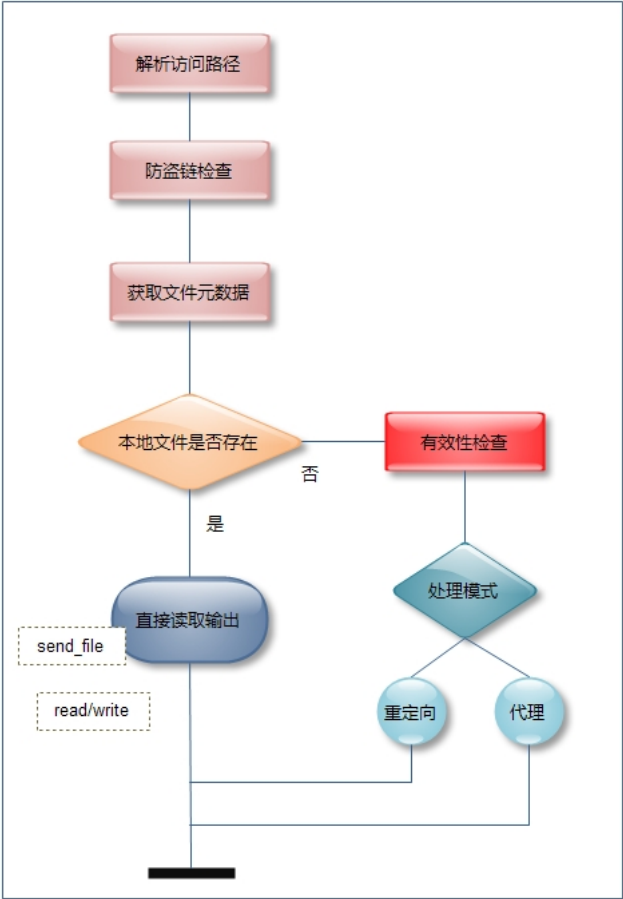 解析访问路径
防盗链检查
获取文件元数据
本地文件是否存在
有效性检查
否
是
处理模式
直接读取输出
send_file
read/write
重定向
代理